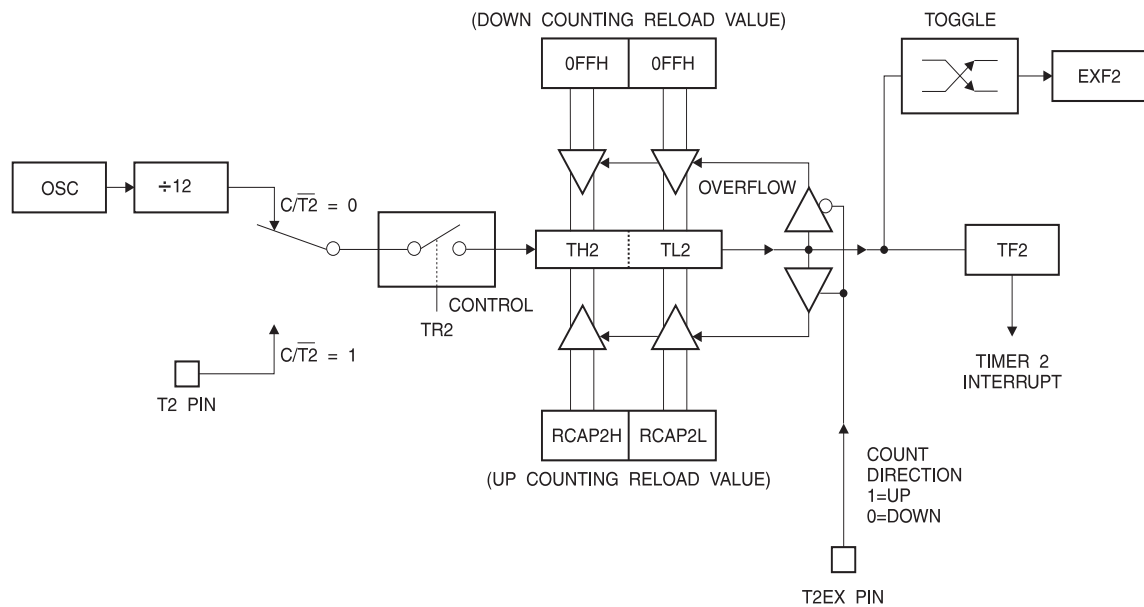 (DOWN COUNTING RELOAD VALUE)
TOGGLE
0FFH 0FFH
EXF2
OSC
÷12
OVERFLOW
C/T2̅ = 0
TH2 TL2
TF2
CONTROL
TR2
C/T2̅ = 1
TIMER 2
INTERRUPT
T2 PIN
RCAP2H RCAP2L
(UP COUNTING RELOAD VALUE)
COUNT
DIRECTION
1=UP
0=DOWN
T2EX PIN